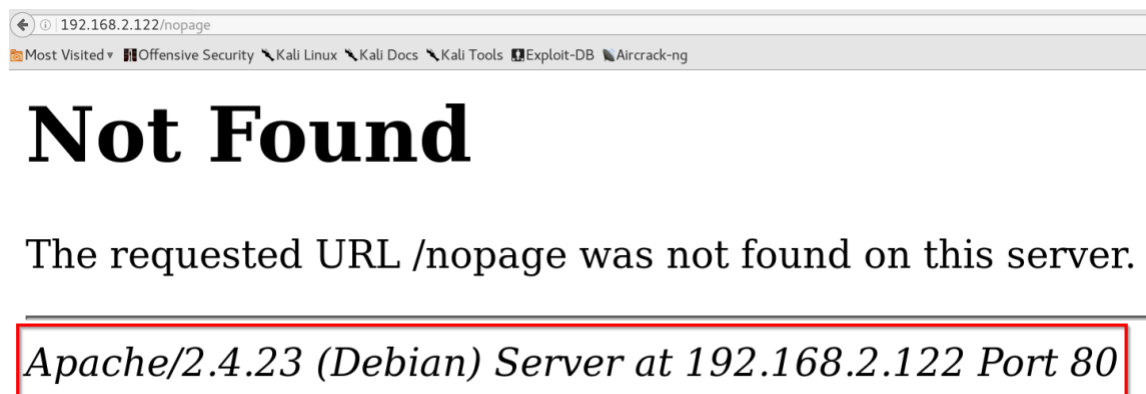 192.168.2.122/nopage
Most Visited Offensive Security Kali Linux Kali Docs Kali Tools Exploit-DB Aircrack-ng
Not Found
The requested URL /nopage was not found on this server.
Apache/2.4.23 (Debian) Server at 192.168.2.122 Port 80